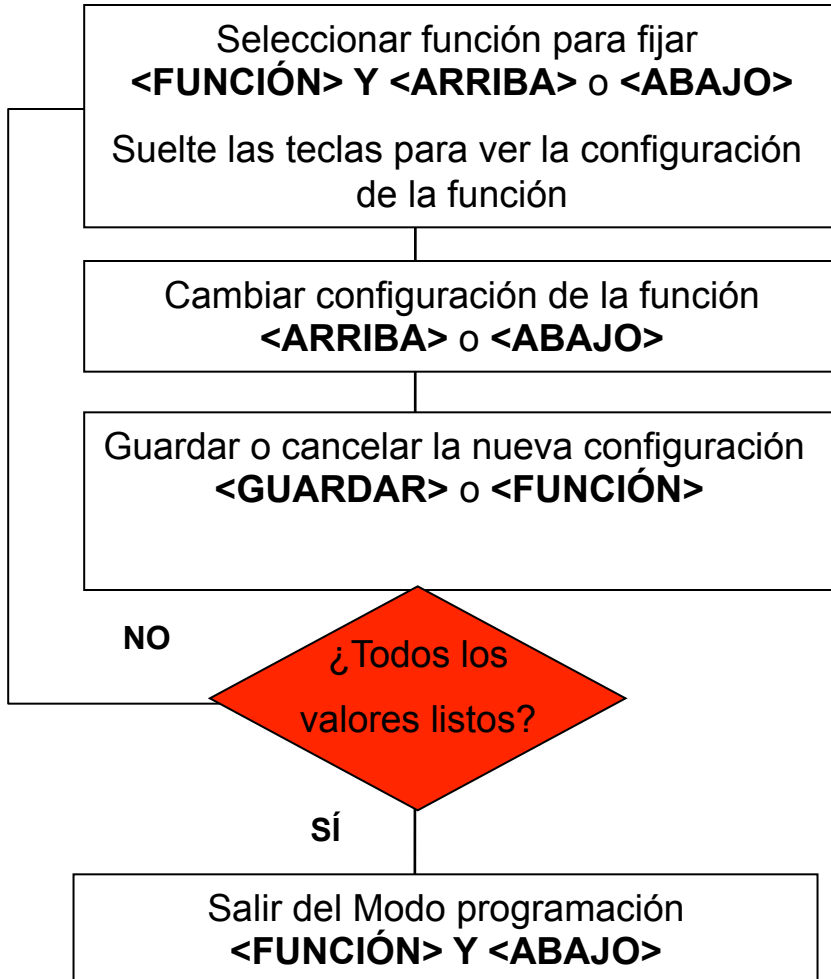 Seleccionar función para fijar
<FUNCIÓN> Y <ARRIBA> o <ABAJO>
Suelte las teclas para ver la configuración
de la función
Cambiar configuración de la función
<ARRIBA> o <ABAJO>
Guardar o cancelar la nueva configuración
<GUARDAR> o <FUNCIÓN>
NO
¿Todos los
valores listos?
SÍ
Salir del Modo programación
<FUNCIÓN> Y <ABAJO>